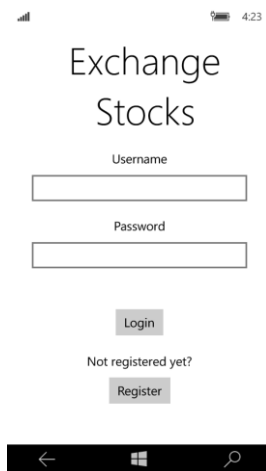 4:23
Exchange
Stocks
Username
Password
Login
Not registered yet?
Register